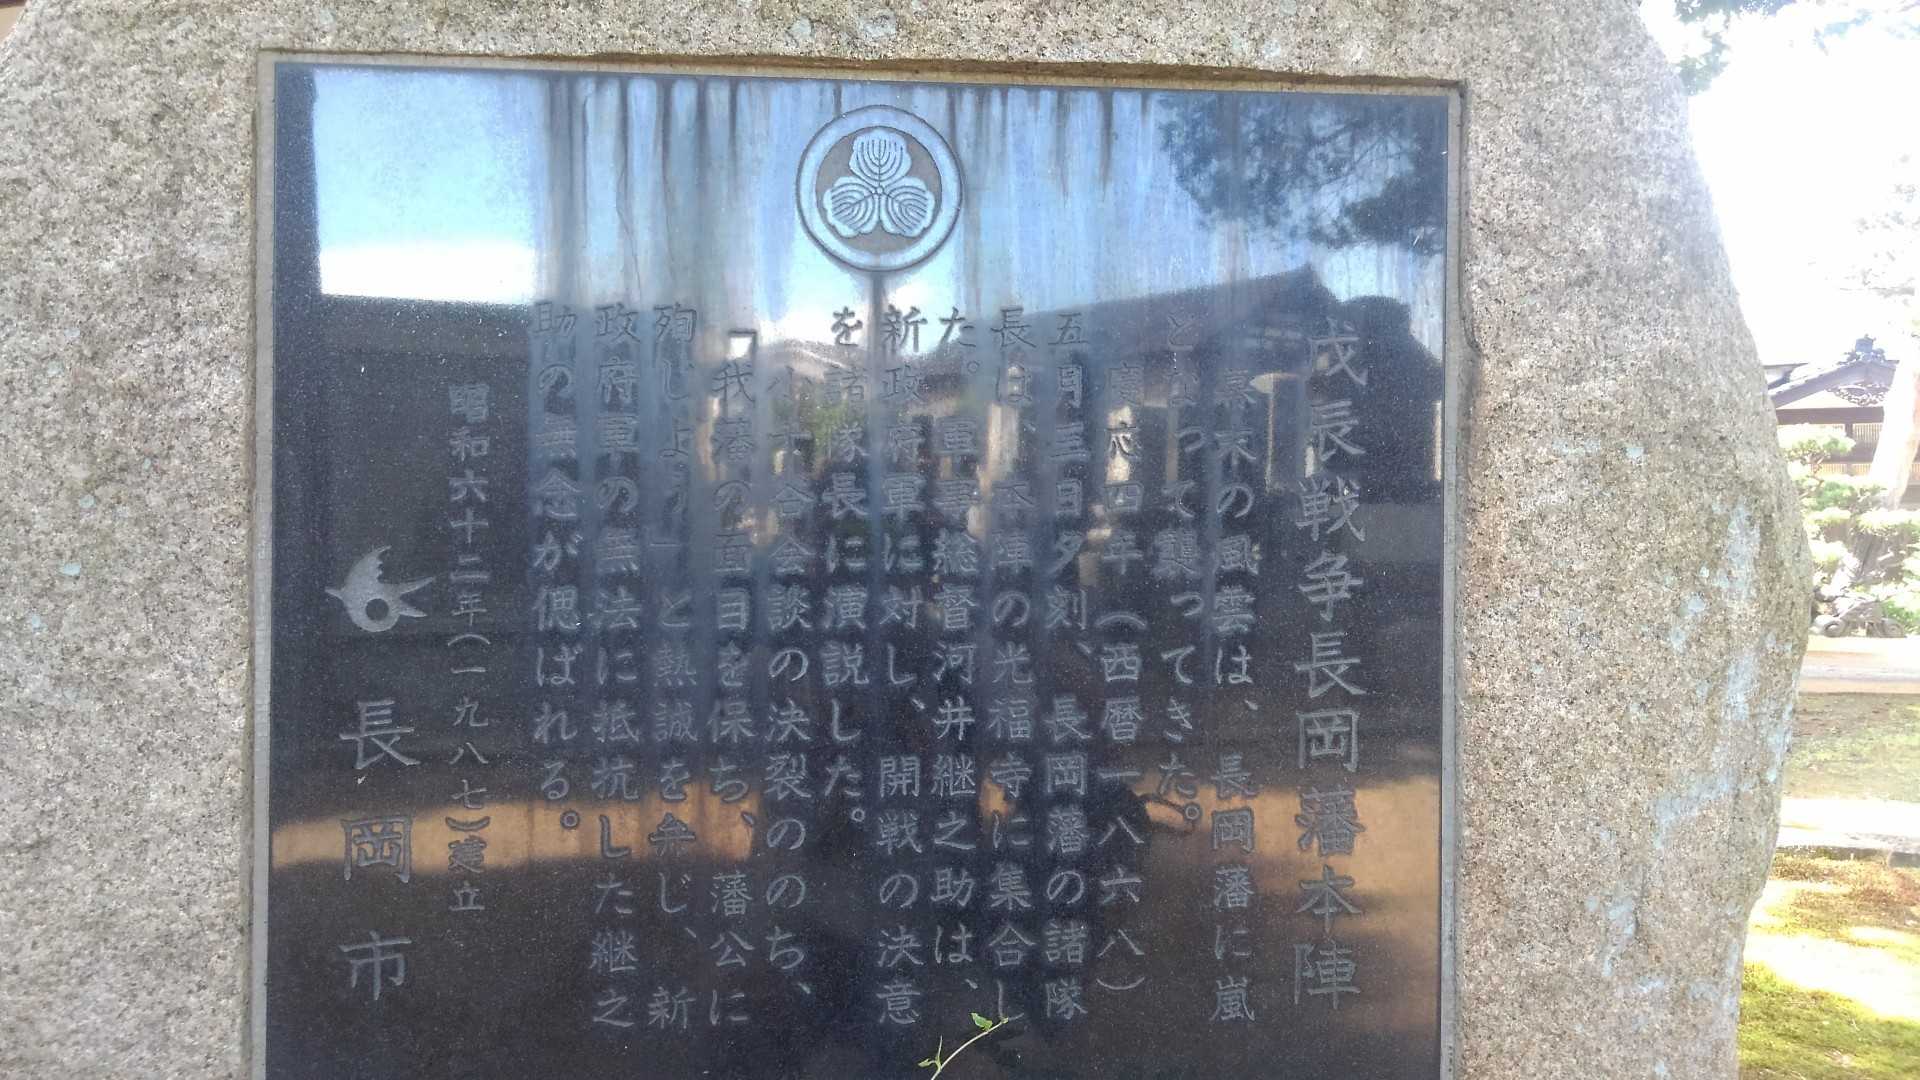 戊辰戦争長岡藩本陣
幕末の風雲は、長岡藩に嵐
となって襲ってきた。
慶応四年（西暦一八六八）
五月三日夕刻、長岡藩の諸隊
長は、本陣の光福寺に集合し
た。軍事総督河井継之助は、
新政府軍に対し、開戦の決意
を諸隊長に演説した。
小千谷会談の決裂ののち、
「我藩の面目を保ち、藩公に
殉じよう」と熱誠を弁じ、新
政府軍の無法に抵抗した継之
助の無念が偲ばれる。
昭和六十二年（一九八七）建立
長岡市